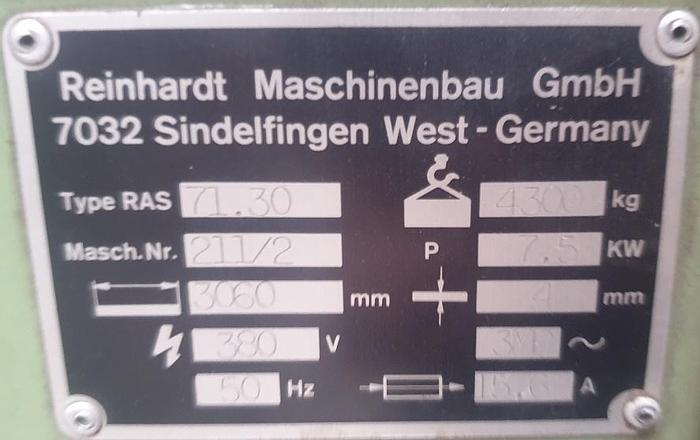 Reinhardt Maschinenbau GmbH
7032 Sindelfingen West-Germany
Type RAS 71.30 4300 kg
Masch.Nr. 211/2 P 7.5 KW
3060 mm 4 mm
380 V 3
50 Hz A